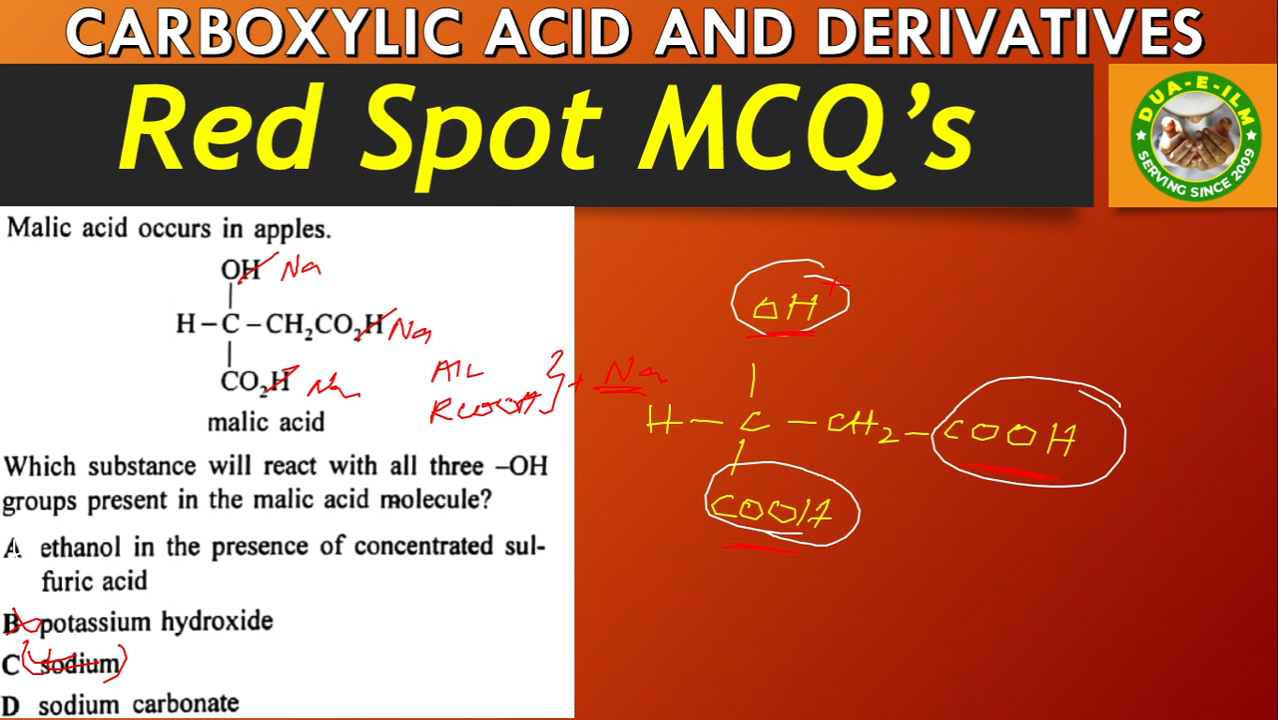 CARBOXYLIC ACID AND DERIVATIVES
Red Spot MCQ's
DUA-E-ILM
SERVING SINCE 2009
Malic acid occurs in apples.
OH Na
H–C–CH₂CO₂H Na
CO₂H Na
malic acid
RCOOH } + Na
OH
H – C – CH₂ – COOH
COOH
Which substance will react with all three –OH
groups present in the malic acid molecule?
A ethanol in the presence of concentrated sul-
furic acid
B potassium hydroxide
C sodium
D sodium carbonate